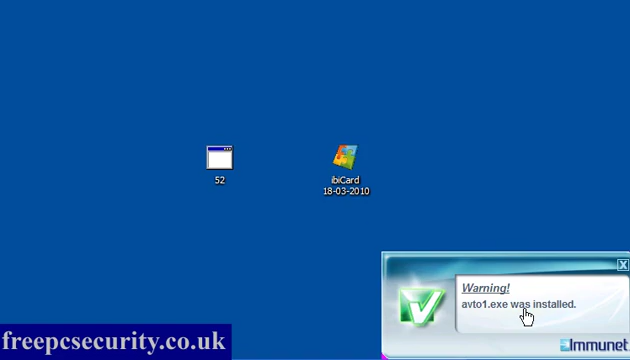 52
ibiCard
18-03-2010
Warning!
avto1.exe was installed.
Immunet
freepcsecurity.co.uk